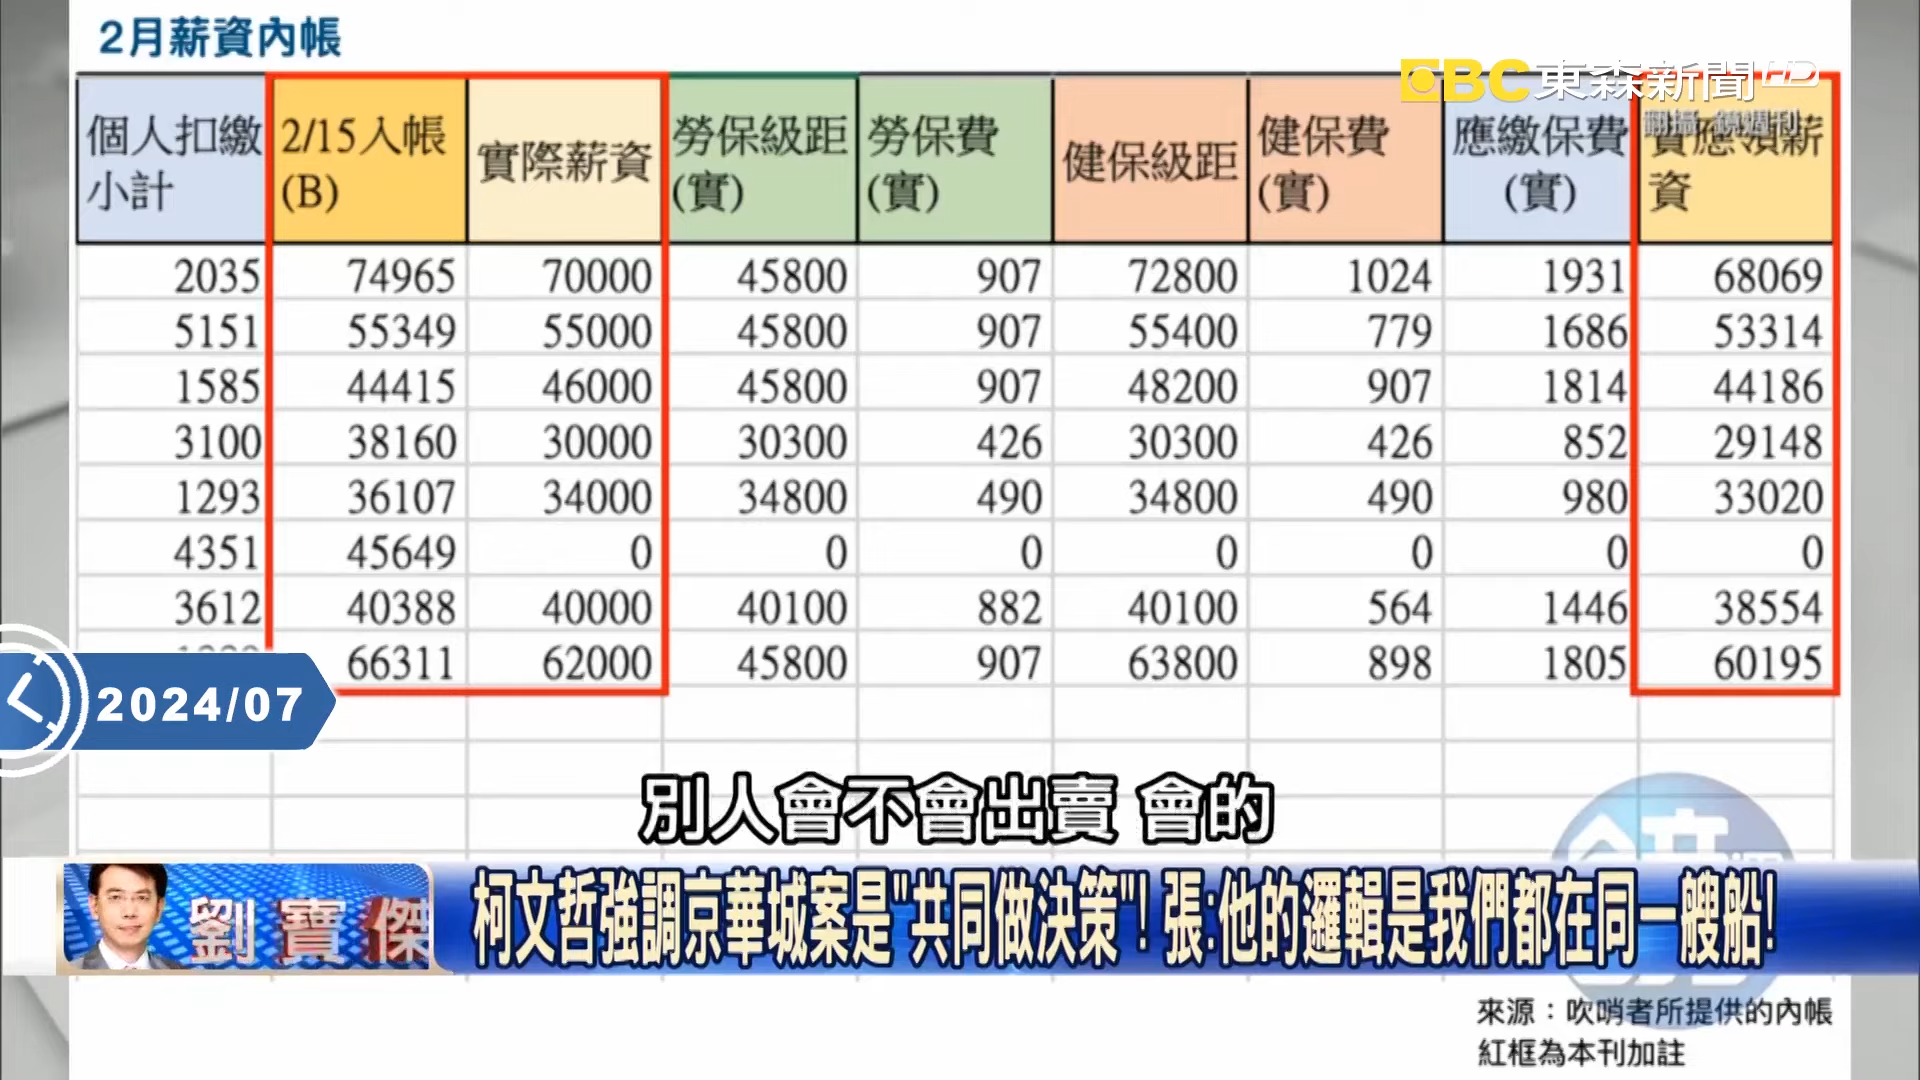 2月薪資內帳
EBC東森新聞HD
翻攝 鏡週刊
個人扣繳小計 2/15入帳(B) 實際薪資 勞保級距(實) 勞保費(實) 健保級距 健保費(實) 應繳保費(實) 實應領薪資
2035 74965 70000 45800 907 72800 1024 1931 68069
5151 55349 55000 45800 907 55400 779 1686 53314
1585 44415 46000 45800 907 48200 907 1814 44186
3100 38160 30000 30300 426 30300 426 852 29148
1293 36107 34000 34800 490 34800 490 980 33020
4351 45649 0 0 0 0 0 0 0
3612 40388 40000 40100 882 40100 564 1446 38554
66311 62000 45800 907 63800 898 1805 60195
2024/07
別人會不會出賣 會的
劉寶傑
柯文哲強調京華城案是"共同做決策"! 張:他的邏輯是我們都在同一艘船!
來源：吹哨者所提供的內帳
紅框為本刊加註